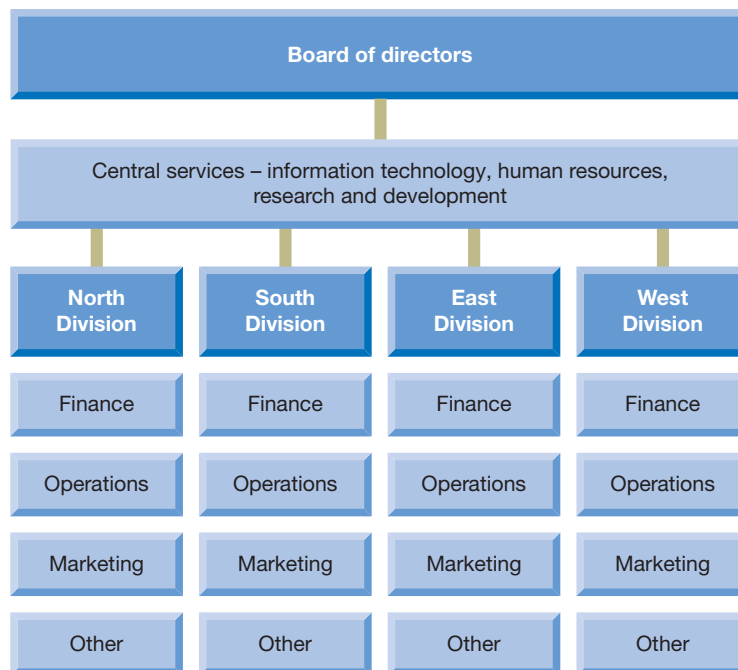 Board of directors
Central services – information technology, human resources,
research and development
North
Division
South
Division
East
Division
West
Division
Finance
Finance
Finance
Finance
Operations
Operations
Operations
Operations
Marketing
Marketing
Marketing
Marketing
Other
Other
Other
Other